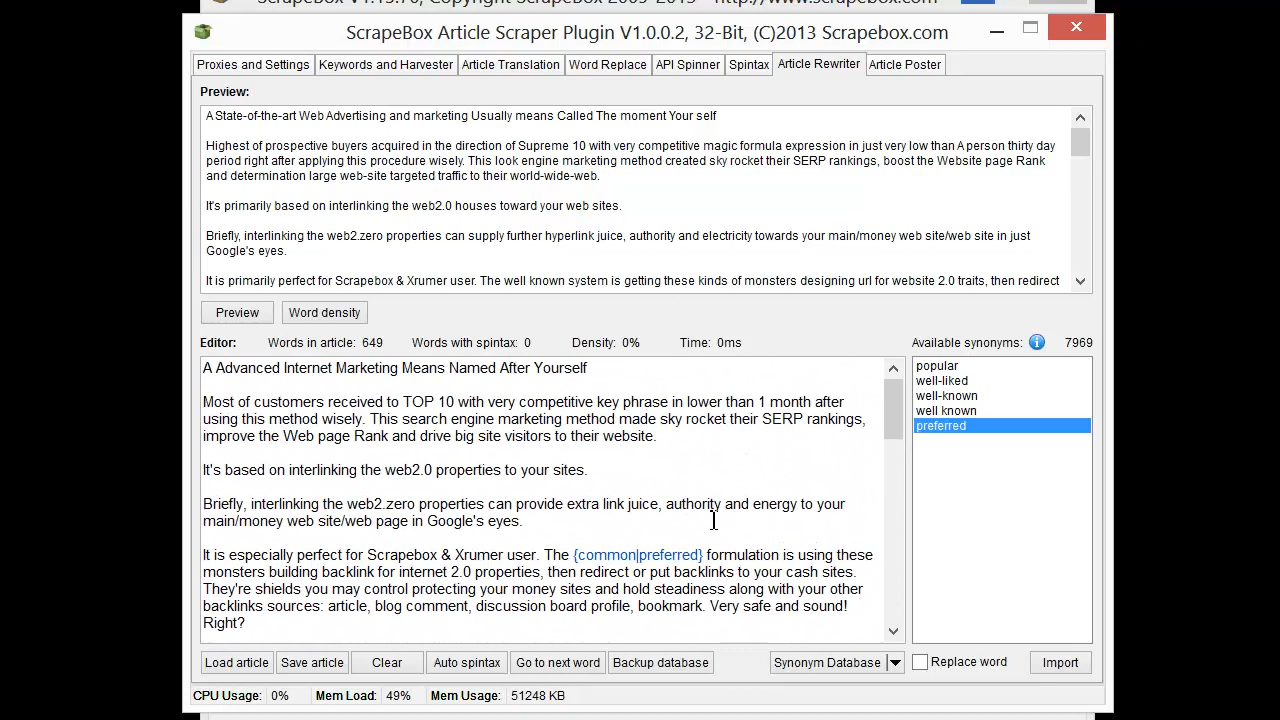 ScrapeBox Article Scraper Plugin V1.0.0.2, 32-Bit, (C)2013 Scrapebox.com
Proxies and Settings
Keywords and Harvester
Article Translation
Word Replace
API Spinner
Spintax
Article Rewriter
Article Poster
Preview:
A State-of-the-art Web Advertising and marketing Usually means Called The moment Your self
Highest of prospective buyers acquired in the direction of Supreme 10 with very competitive magic formula expression in just very low than A person thirty day
period right after applying this procedure wisely. This look engine marketing method created sky rocket their SERP rankings, boost the Website page Rank
and determination large web-site targeted traffic to their world-wide-web.
It's primarily based on interlinking the web2.0 houses toward your web sites.
Briefly, interlinking the web2.zero properties can supply further hyperlink juice, authority and electricity towards your main/money web site/web site in just
Google's eyes.
It is primarily perfect for Scrapebox & Xrumer user. The well known system is getting these kinds of monsters designing url for website 2.0 traits, then redirect
Preview
Word density
Editor:
Words in article: 649
Words with spintax: 0
Density: 0%
Time: 0ms
Available synonyms:
7969
A Advanced Internet Marketing Means Named After Yourself
Most of customers received to TOP 10 with very competitive key phrase in lower than 1 month after
using this method wisely. This search engine marketing method made sky rocket their SERP rankings,
improve the Web page Rank and drive big site visitors to their website.
It's based on interlinking the web2.0 properties to your sites.
Briefly, interlinking the web2.zero properties can provide extra link juice, authority and energy to your
main/money web site/web page in Google's eyes.
It is especially perfect for Scrapebox & Xrumer user. The {common|preferred} formulation is using these
monsters building backlink for internet 2.0 properties, then redirect or put backlinks to your cash sites.
They're shields you may control protecting your money sites and hold steadiness along with your other
backlinks sources: article, blog comment, discussion board profile, bookmark. Very safe and sound!
Right?
popular
well-liked
well-known
well known
preferred
Load article
Save article
Clear
Auto spintax
Go to next word
Backup database
Synonym Database
Replace word
Import
CPU Usage: 0%
Mem Load: 49%
Mem Usage: 51248 KB